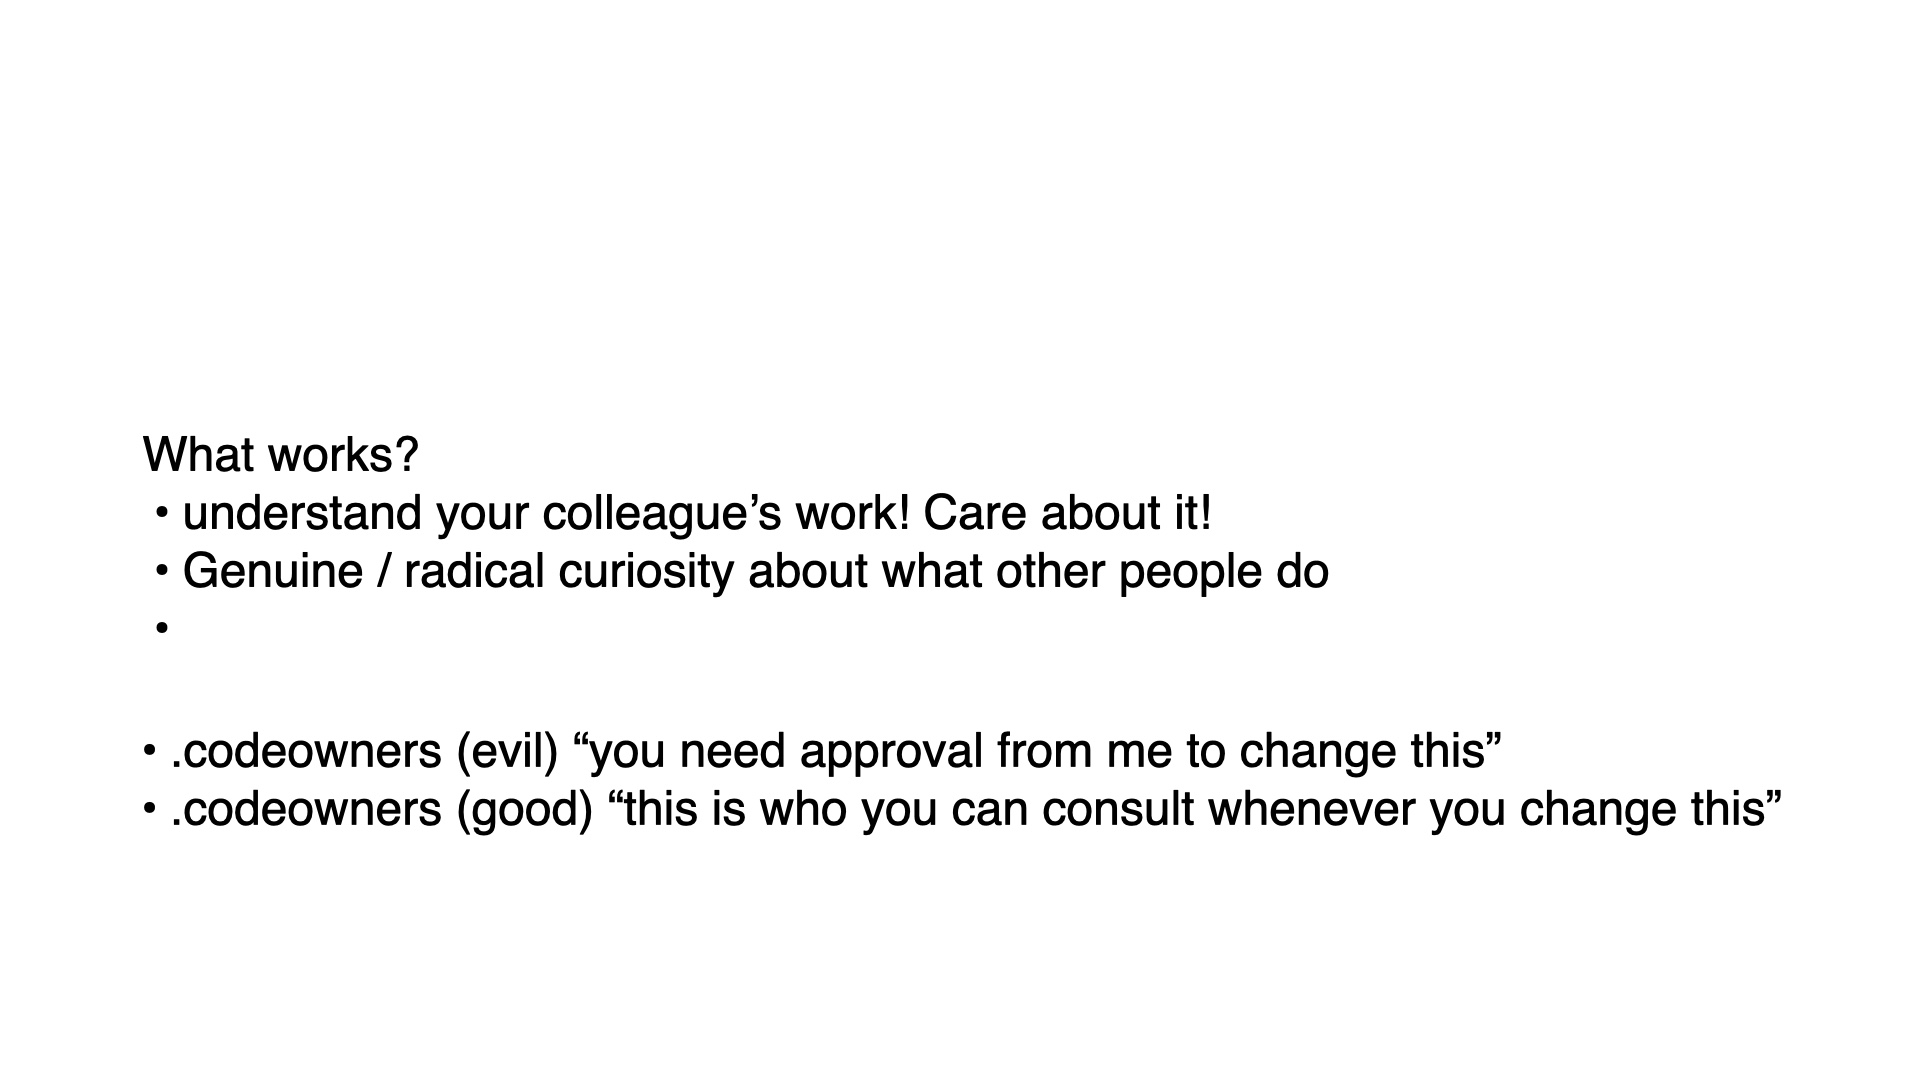 What works?
• understand your colleague’s work! Care about it!
• Genuine / radical curiosity about what other people do
•
• .codeowners (evil) “you need approval from me to change this”
• .codeowners (good) “this is who you can consult whenever you change this”